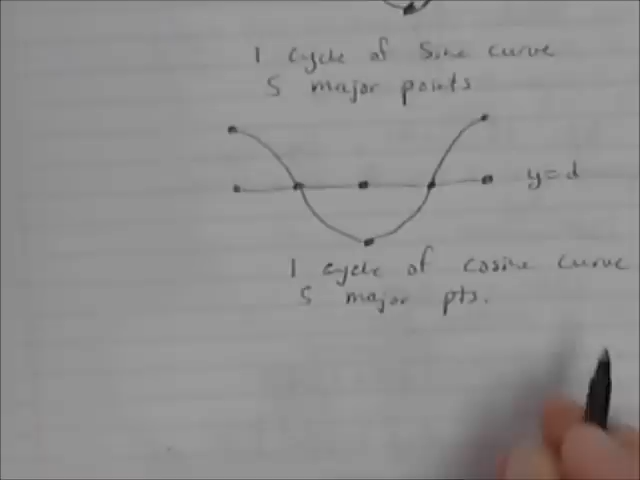 1 cycle of Sine curve
5 major points
y=d
1 cycle of cosine curve
5 major pts.